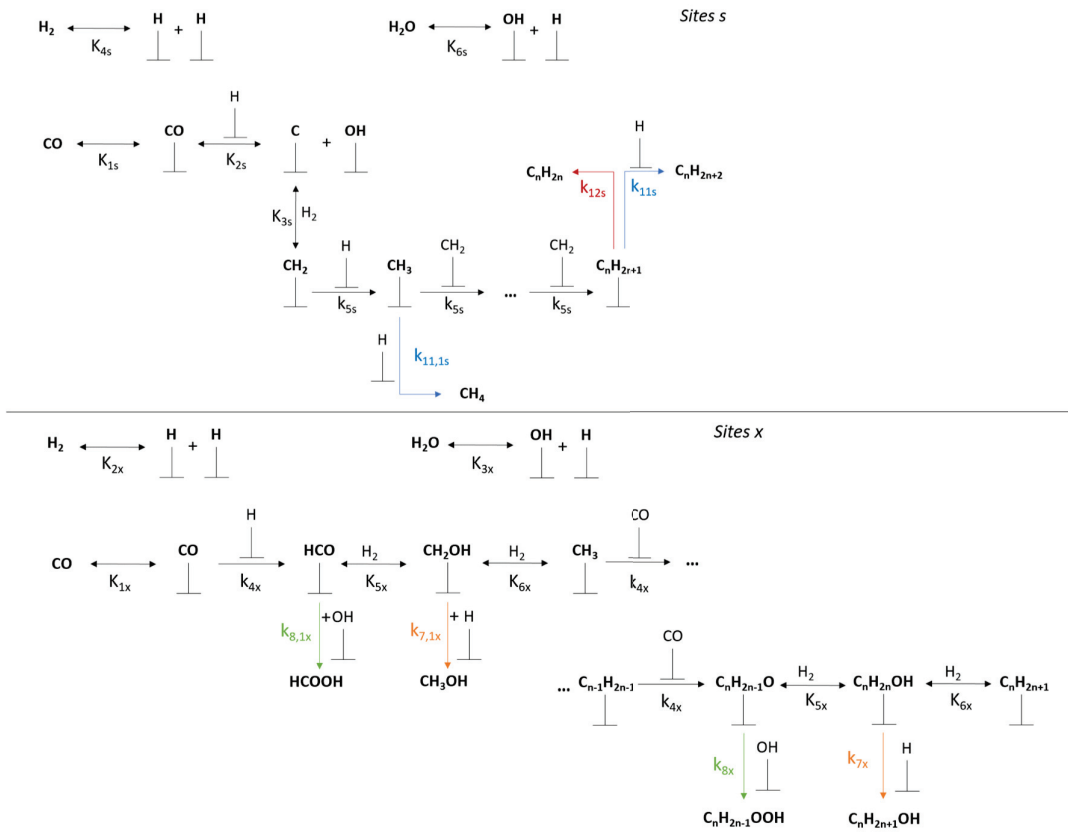 Sites s
H₂ H + H H₂O OH + H
K₄ₛ K₆ₛ
H
CO CO C + OH
K₁ₛ K₂ₛ
H
CₙH₂ₙ CₙH₂ₙ₊₂
k₁₂ₛ k₁₁ₛ
K₃ₛ H₂
CH₂ H CH₃ CH₂ ... CH₂ CₙH₂ᵣ₊₁
k₅ₛ k₅ₛ k₅ₛ
H k₁₁,₁ₛ
CH₄
Sites x
H₂ H + H H₂O OH + H
K₂ₓ K₃ₓ
H CO
CO CO HCO H₂ CH₂OH H₂ CH₃ ...
K₁ₓ k₄ₓ K₅ₓ K₆ₓ k₄ₓ
k₈,₁ₓ +OH k₇,₁ₓ + H
HCOOH CH₃OH
CO
... Cₙ₋₁H₂ₙ₋₁ CₙH₂ₙ₋₁O H₂ CₙH₂ₙOH H₂ CₙH₂ₙ₊₁
k₄ₓ K₅ₓ K₆ₓ
k₈ₓ OH k₇ₓ H
CₙH₂ₙ₋₁OOH CₙH₂ₙ₊₁OH